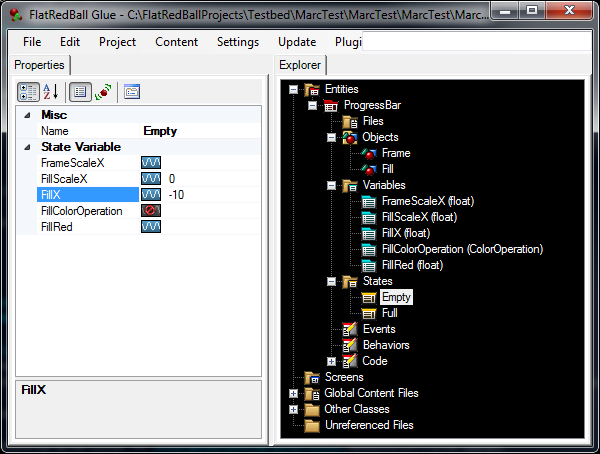 FlatRedBall Glue - C:\FlatRedBallProjects\Testbed\MarcTest\MarcTest\MarcTest\Marc...
File Edit Project Content Settings Update Plugi
Properties
Misc
Name Empty
State Variable
FrameScaleX
FillScaleX 0
FillX -10
FillColorOperation
FillRed
FillX
Explorer
Entities
ProgressBar
Files
Objects
Frame
Fill
Variables
FrameScaleX (float)
FillScaleX (float)
FillX (float)
FillColorOperation (ColorOperation)
FillRed (float)
States
Empty
Full
Events
Behaviors
Code
Screens
Global Content Files
Other Classes
Unreferenced Files